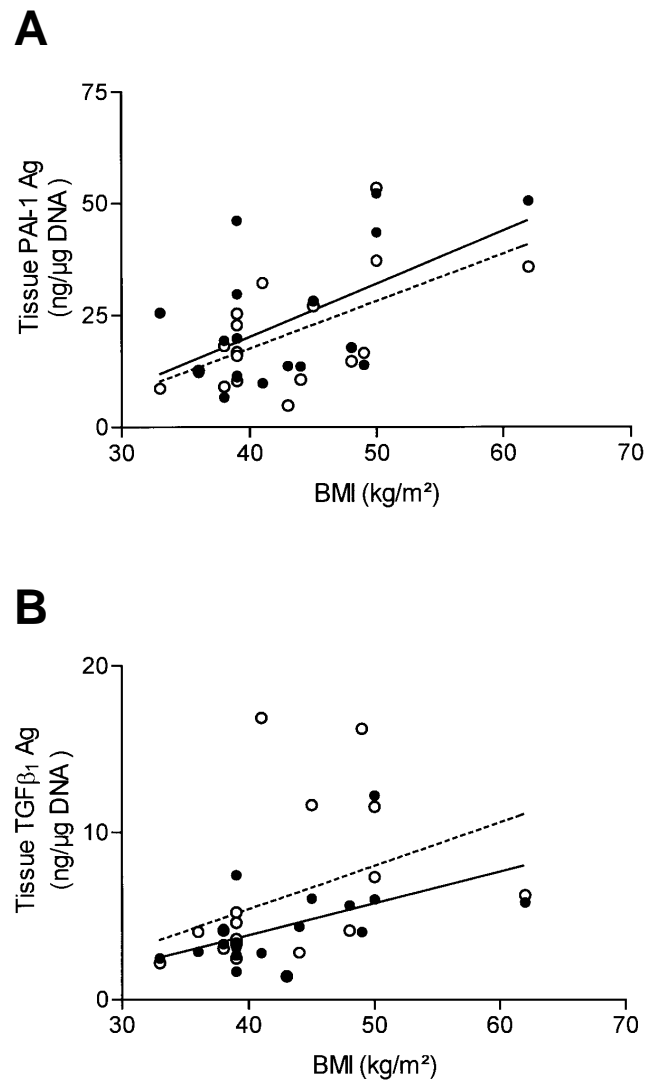 A
75
50
25
0
Tissue PAI-1 Ag
(ng/µg DNA)
30 40 50 60 70
BMI (kg/m²)
B
20
10
0
Tissue TGFβ₁ Ag
(ng/µg DNA )
30 40 50 60 70
BMI (kg/m²)